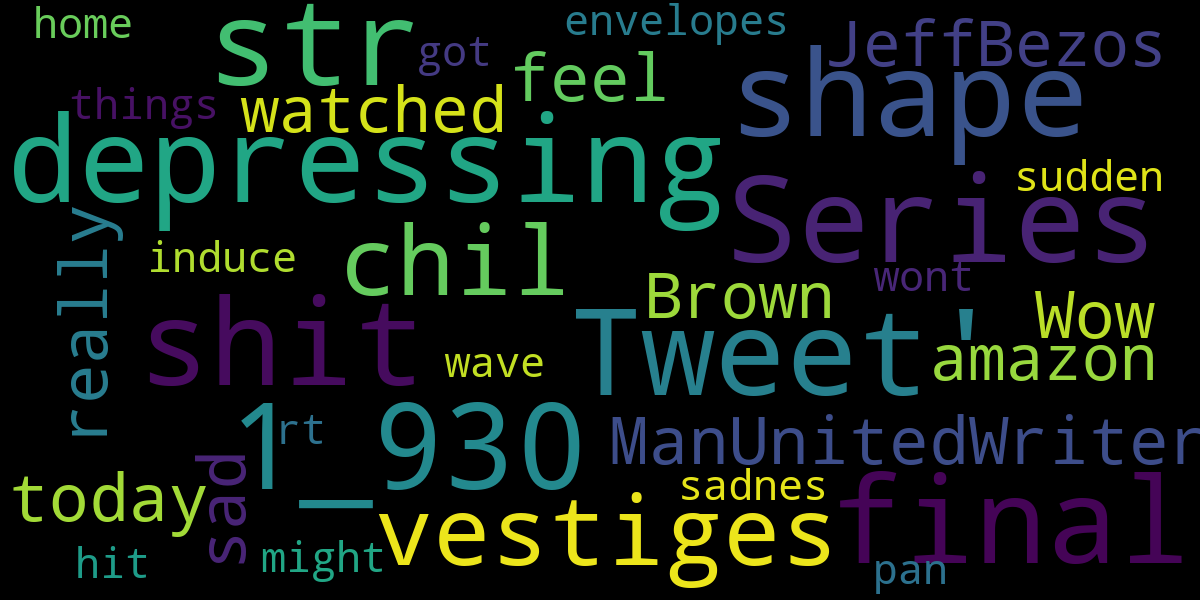 home
str
envelopes
JeffBezos
got
feel
shape
things
watched
depressing
Series
sudden
really
induce
chil
Brown
wont
Wow
shit
Tweet'
amazon
wave
1_930
rt
ManUnitedWriter
today
sad
sadnes
final
vestiges
hit
might
pan